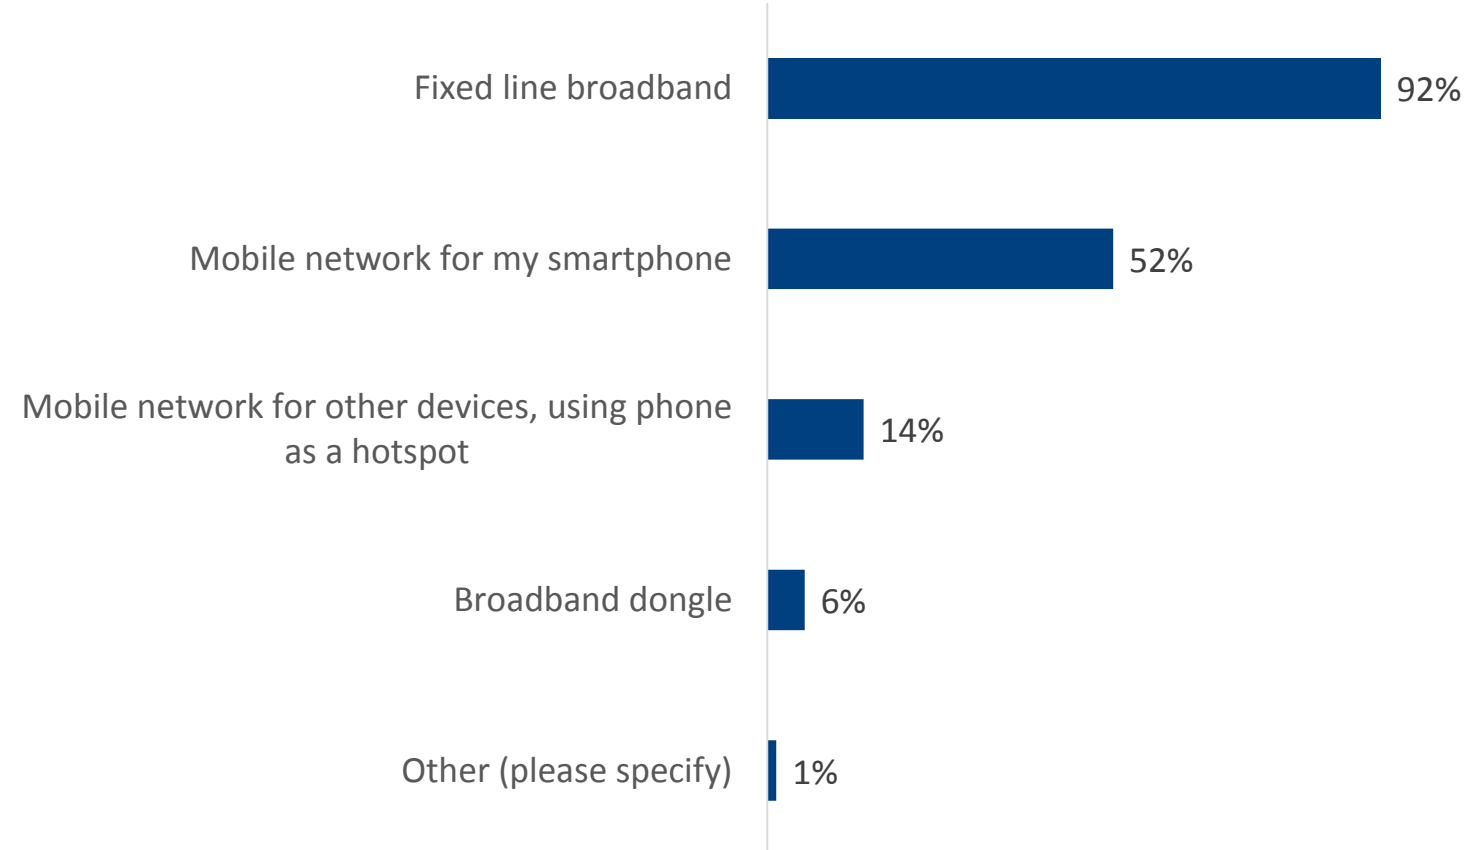 Fixed line broadband 92%
Mobile network for my smartphone 52%
Mobile network for other devices, using phone
as a hotspot 14%
Broadband dongle 6%
Other (please specify) 1%